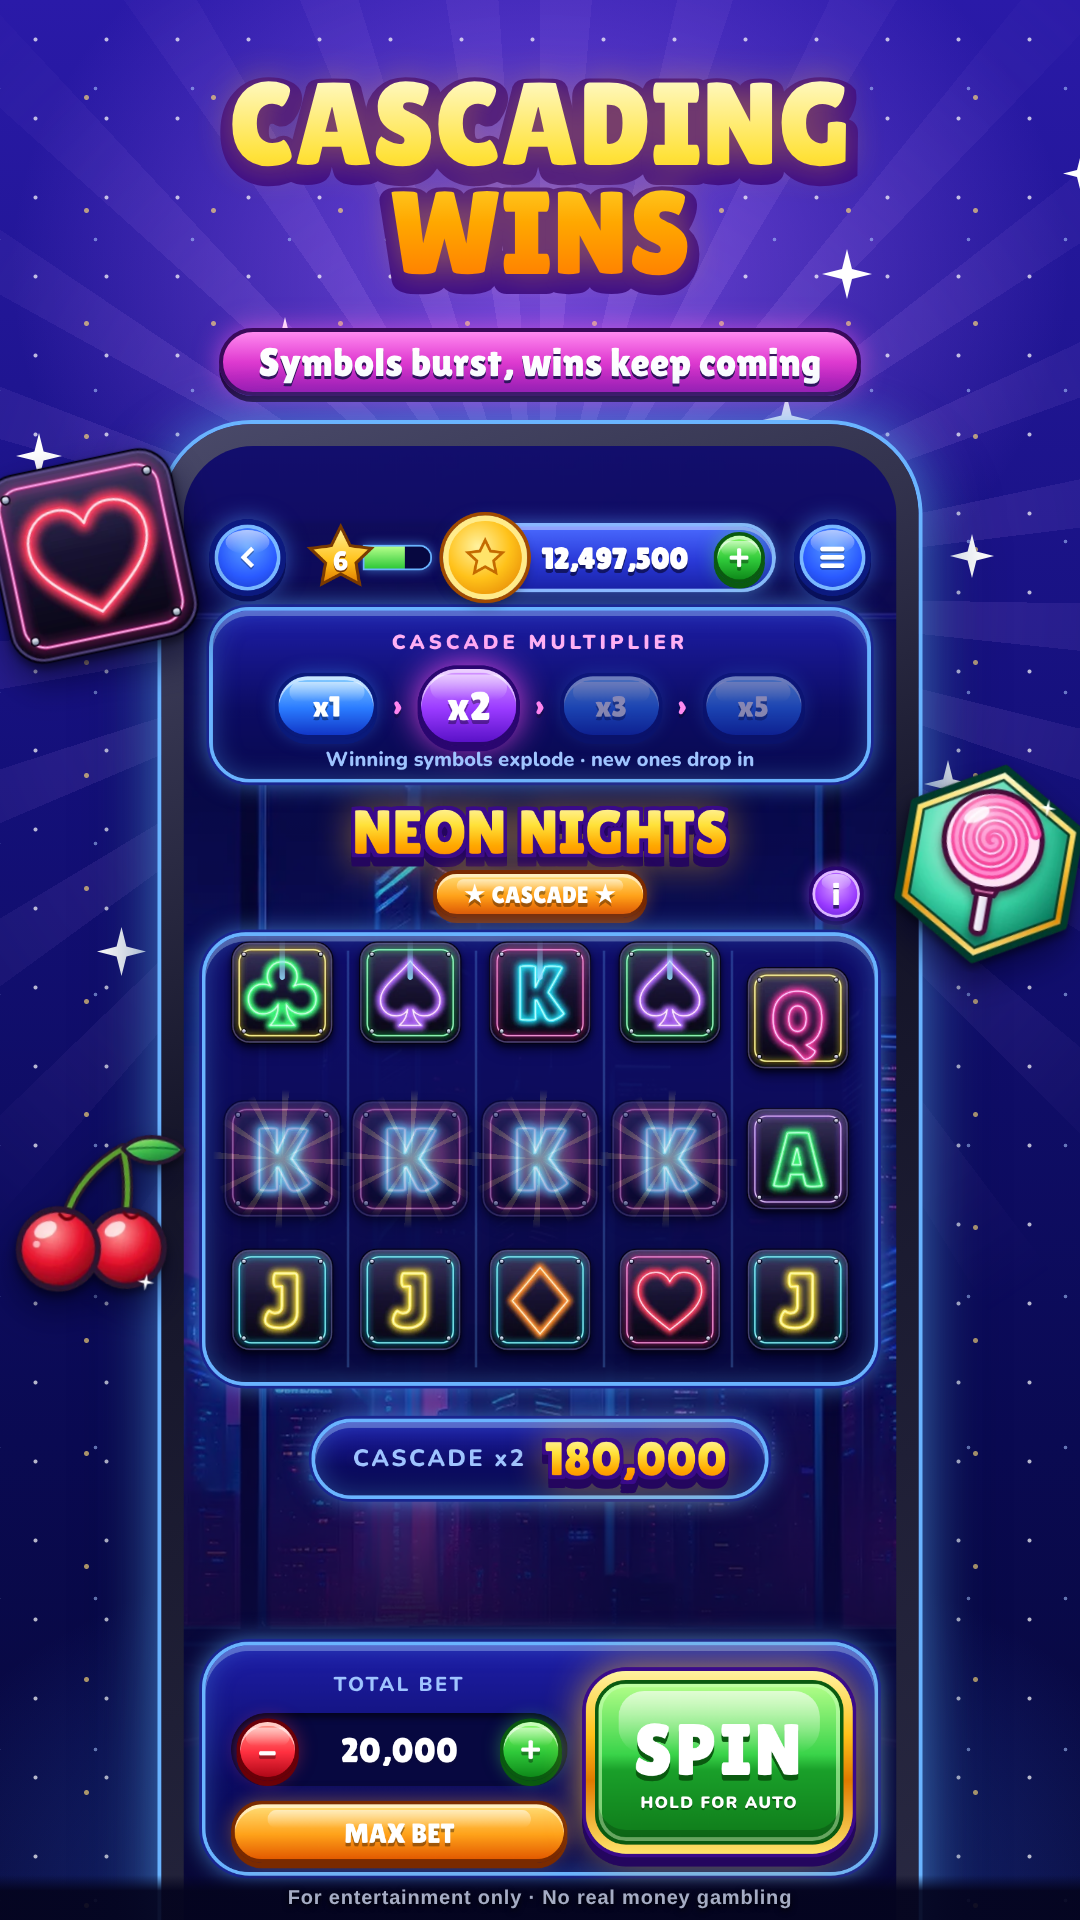 CASCADING
WINS
Symbols burst, wins keep coming
6
12,497,500
CASCADE MULTIPLIER
x1 › x2 › x3 › x5
Winning symbols explode · new ones drop in
NEON NIGHTS
★ CASCADE ★
i
K Q
K K K K A
J J J
CASCADE x2 180,000
TOTAL BET
20,000
MAX BET
SPIN
HOLD FOR AUTO
For entertainment only · No real money gambling